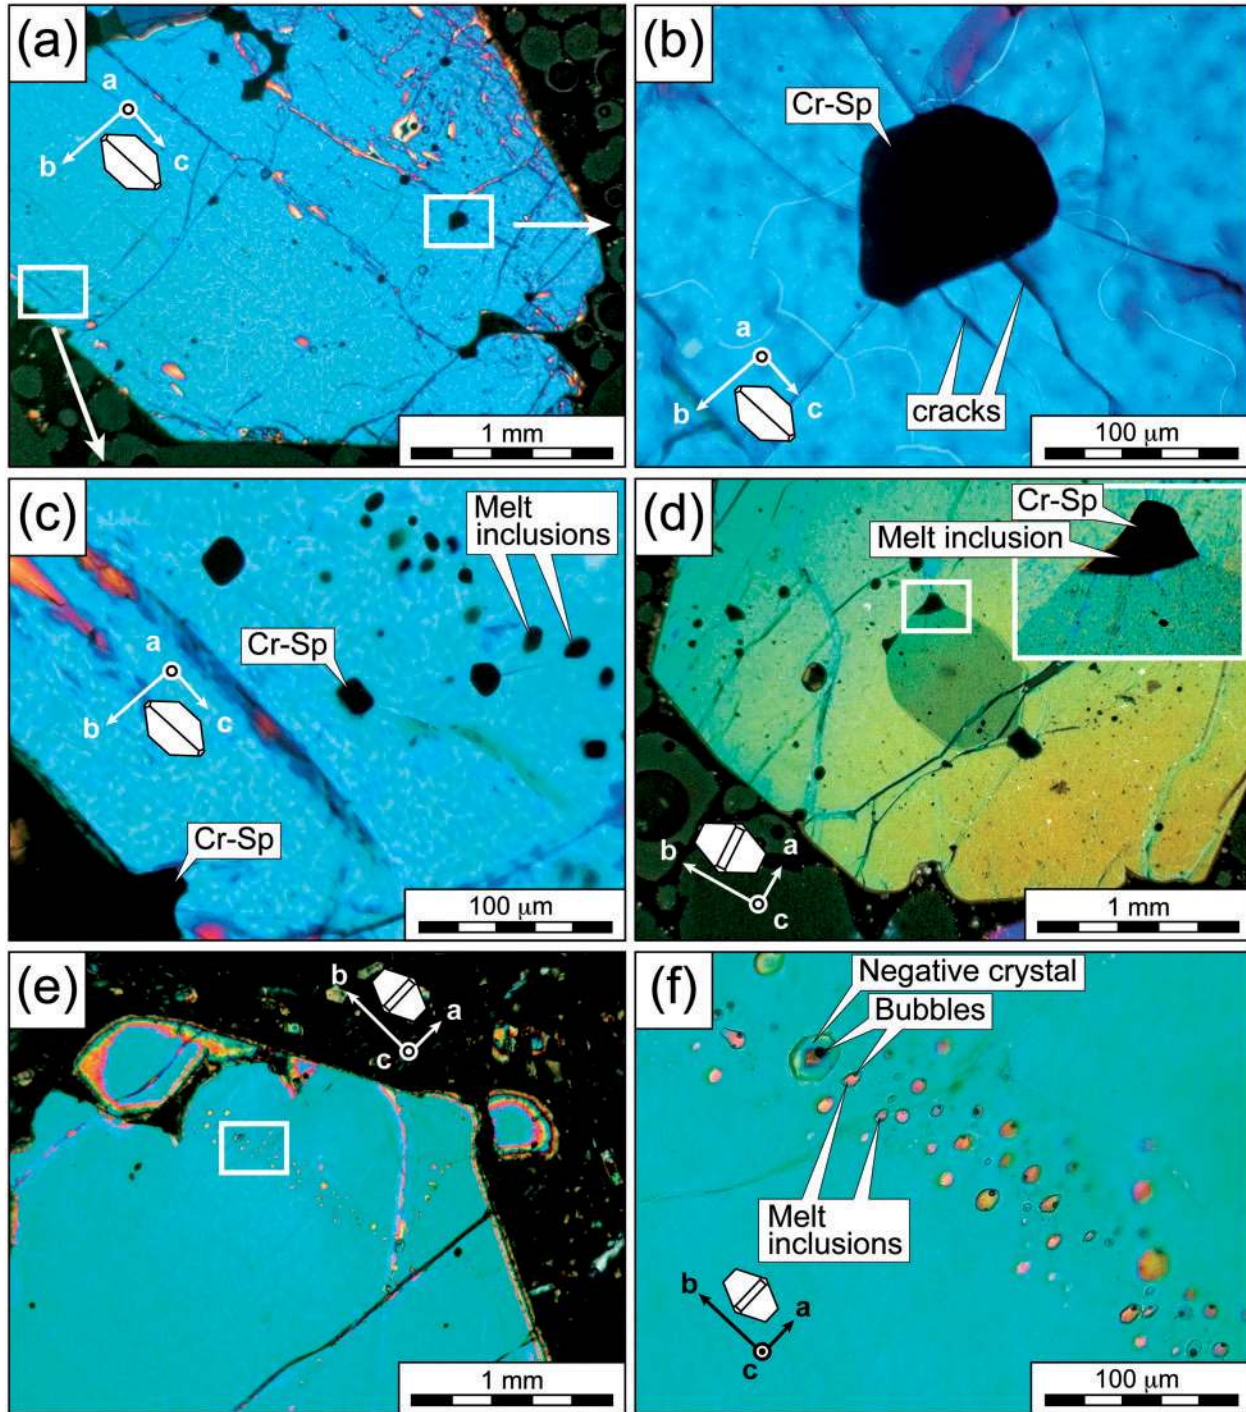 (a)
a
b
c
1 mm
(b)
Cr-Sp
a
b
c
cracks
100 μm
(c)
Melt
inclusions
Cr-Sp
a
b
c
Cr-Sp
100 μm
(d)
Cr-Sp
Melt inclusion
b
a
c
1 mm
(e)
b
a
c
1 mm
(f)
Negative crystal
Bubbles
Melt
inclusions
b
a
c
100 μm